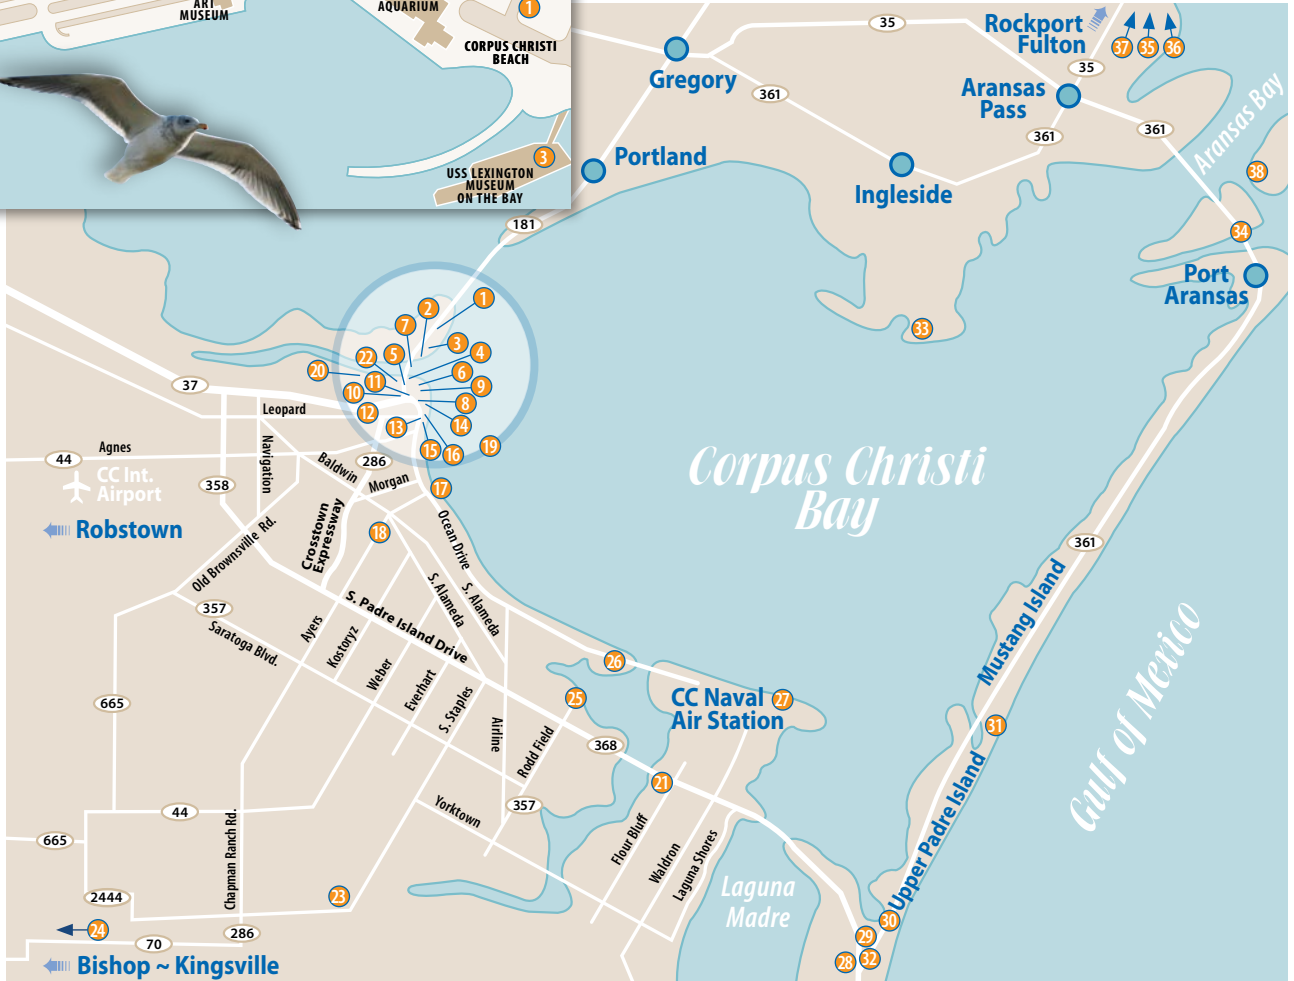 ART
MUSEUM
AQUARIUM
1
CORPUS CHRISTI
BEACH
3
USS LEXINGTON
MUSEUM
ON THE BAY
35
Rockport
Fulton
37
35
36
Gregory
35
361
Aransas
Pass
361
361
Aransas Bay
Portland
Ingleside
38
181
34
Port
Aransas
1
2
7
3
33
22
5
4
20
11
6
37
10
9
Leopard
12
8
13
14
44
Agnes
Navigation
Baldwin
286
15
16
19
CC Int.
Airport
358
Morgan
17
Corpus Christi
Bay
Robstown
Crosstown
Expressway
18
Ocean Drive
361
Old Brownsville Rd.
S. Alameda
S. Alameda
357
S. Padre Island Drive
Mustang Island
Saratoga Blvd.
Ayers
Kostoryz
Weber
Everhart
S. Staples
26
Gulf of Mexico
665
25
CC Naval
Air Station
27
Airline
Rodd Field
368
31
21
44
Yorktown
357
Upper Padre Island
665
Chapman Ranch Rd.
Flour Bluff
Waldron
Laguna Shores
2444
23
Laguna
Madre
24
70
286
30
29
28
32
Bishop ~ Kingsville